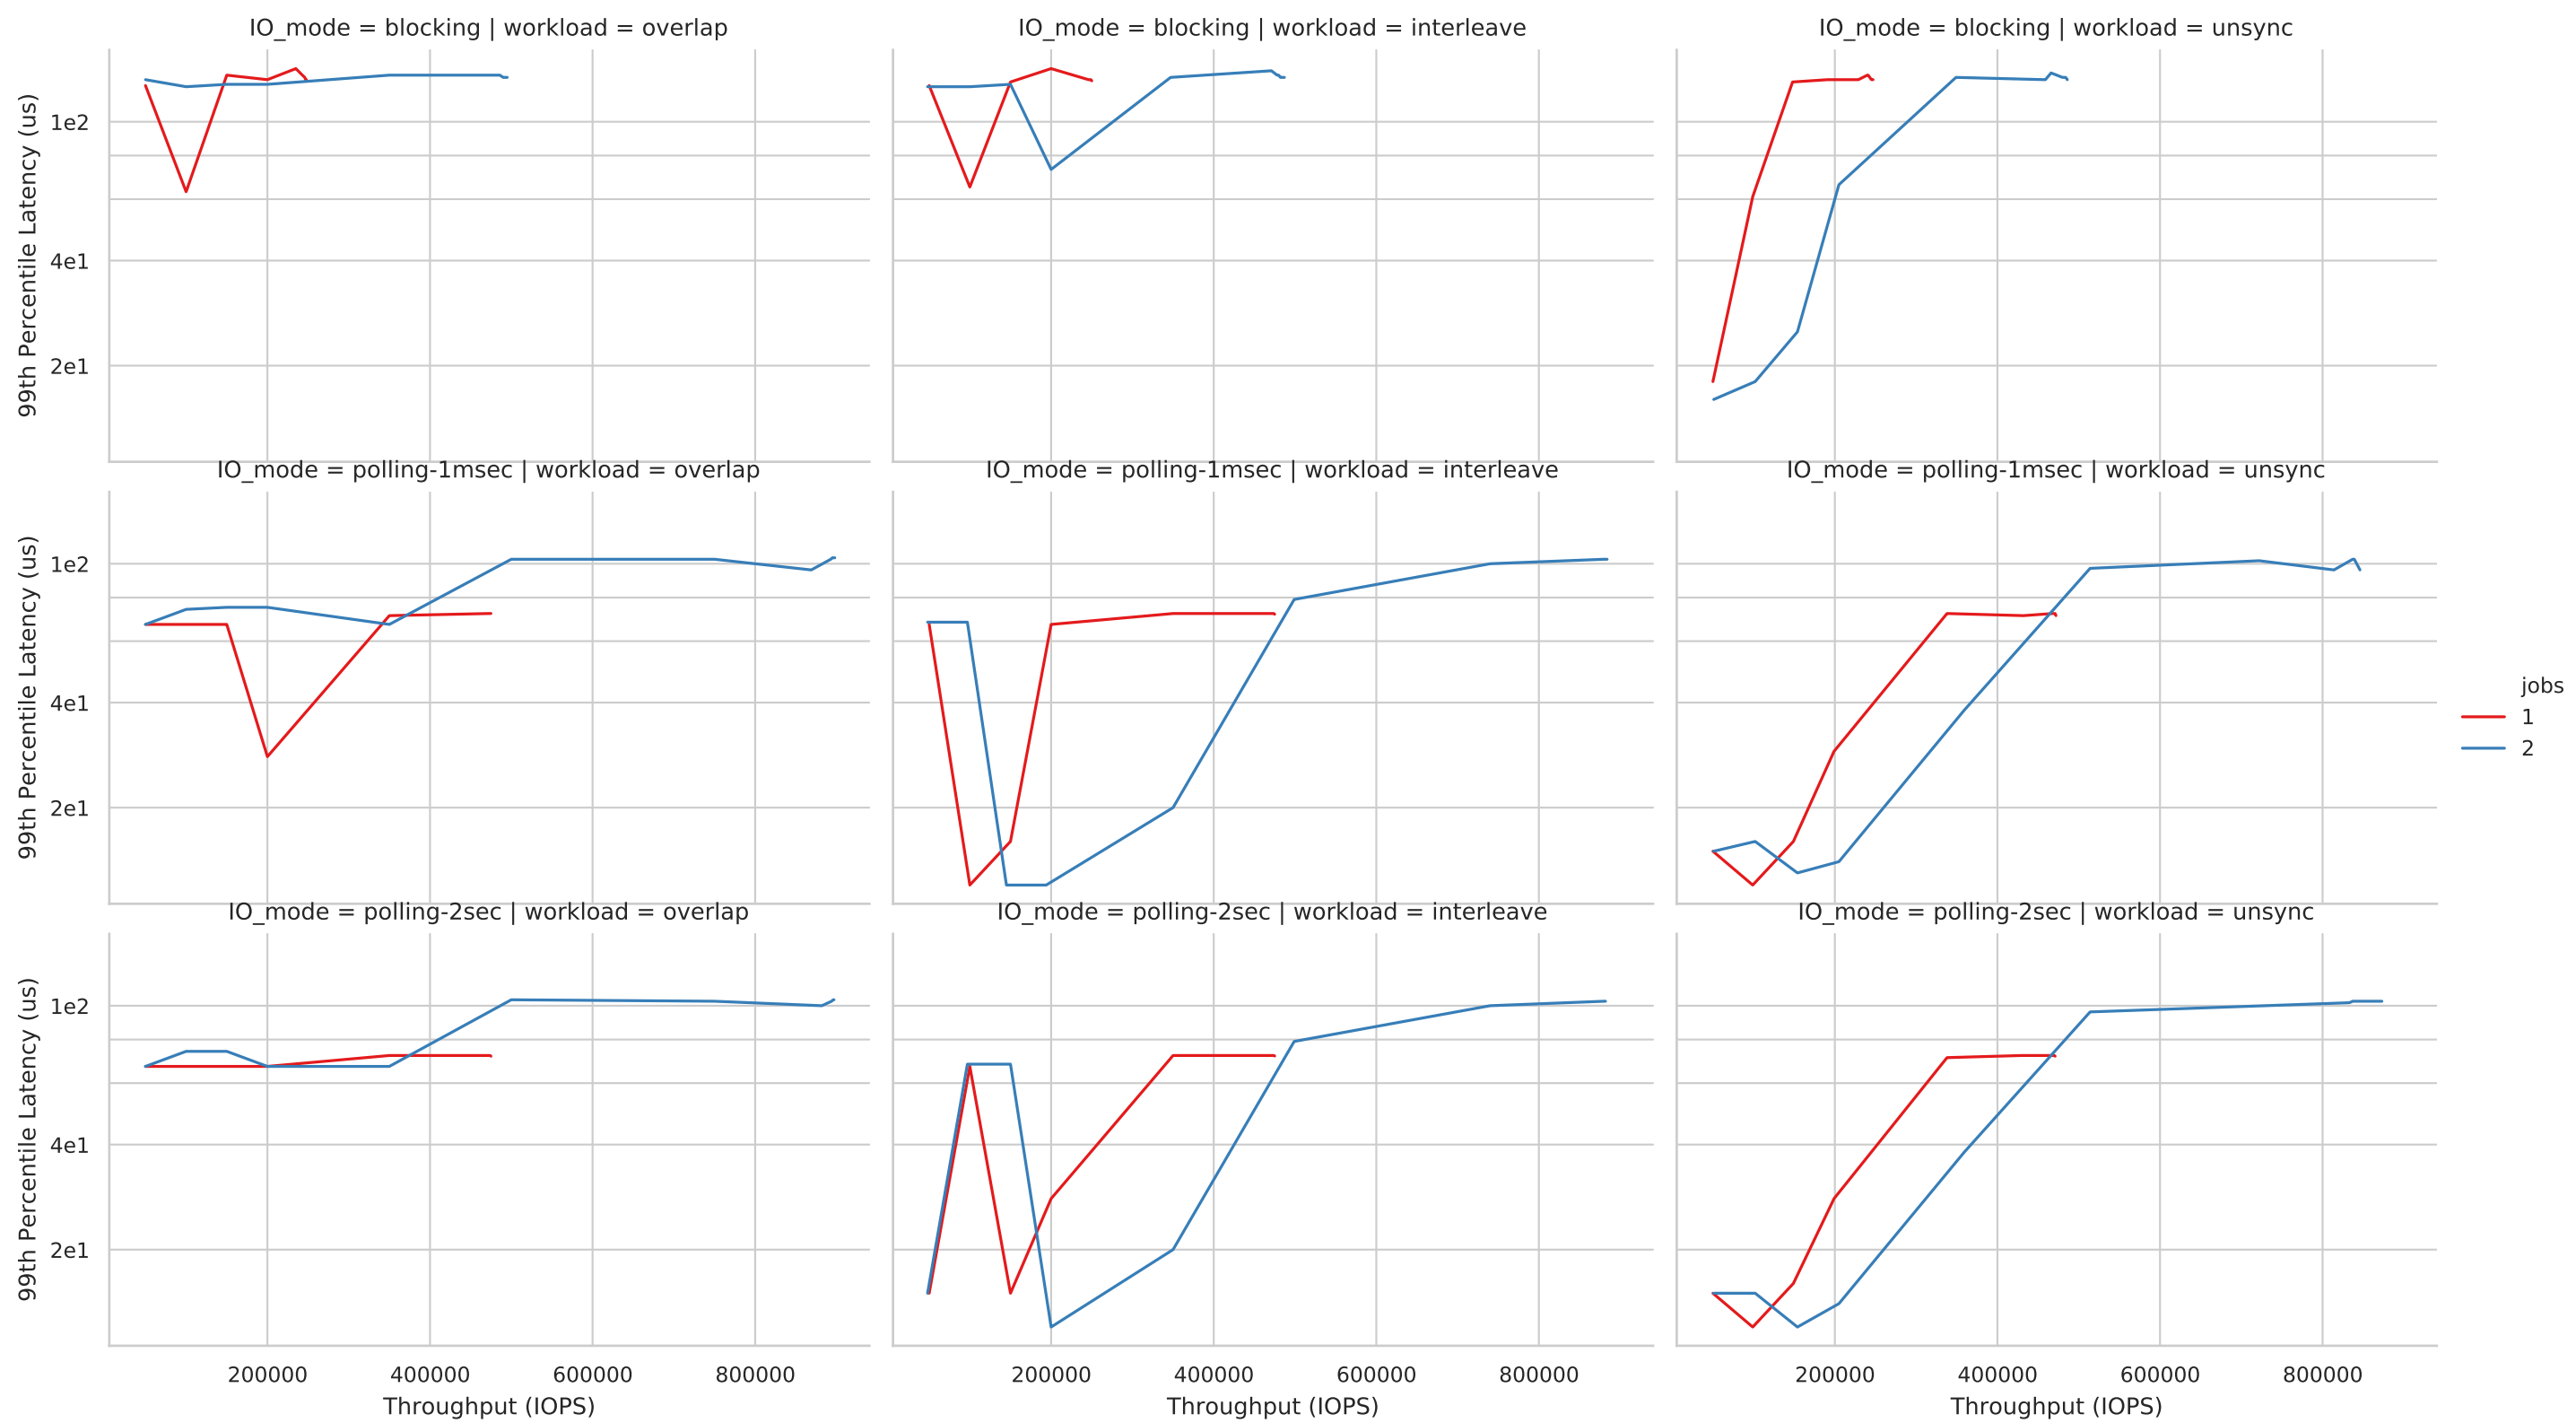 IO_mode = blocking | workload = overlap
IO_mode = blocking | workload = interleave
IO_mode = blocking | workload = unsync
99th Percentile Latency (us)
1e2
4e1
2e1
IO_mode = polling-1msec | workload = overlap
IO_mode = polling-1msec | workload = interleave
IO_mode = polling-1msec | workload = unsync
99th Percentile Latency (us)
1e2
4e1
2e1
jobs
1
2
IO_mode = polling-2sec | workload = overlap
IO_mode = polling-2sec | workload = interleave
IO_mode = polling-2sec | workload = unsync
99th Percentile Latency (us)
1e2
4e1
2e1
200000 400000 600000 800000
200000 400000 600000 800000
200000 400000 600000 800000
Throughput (IOPS)
Throughput (IOPS)
Throughput (IOPS)